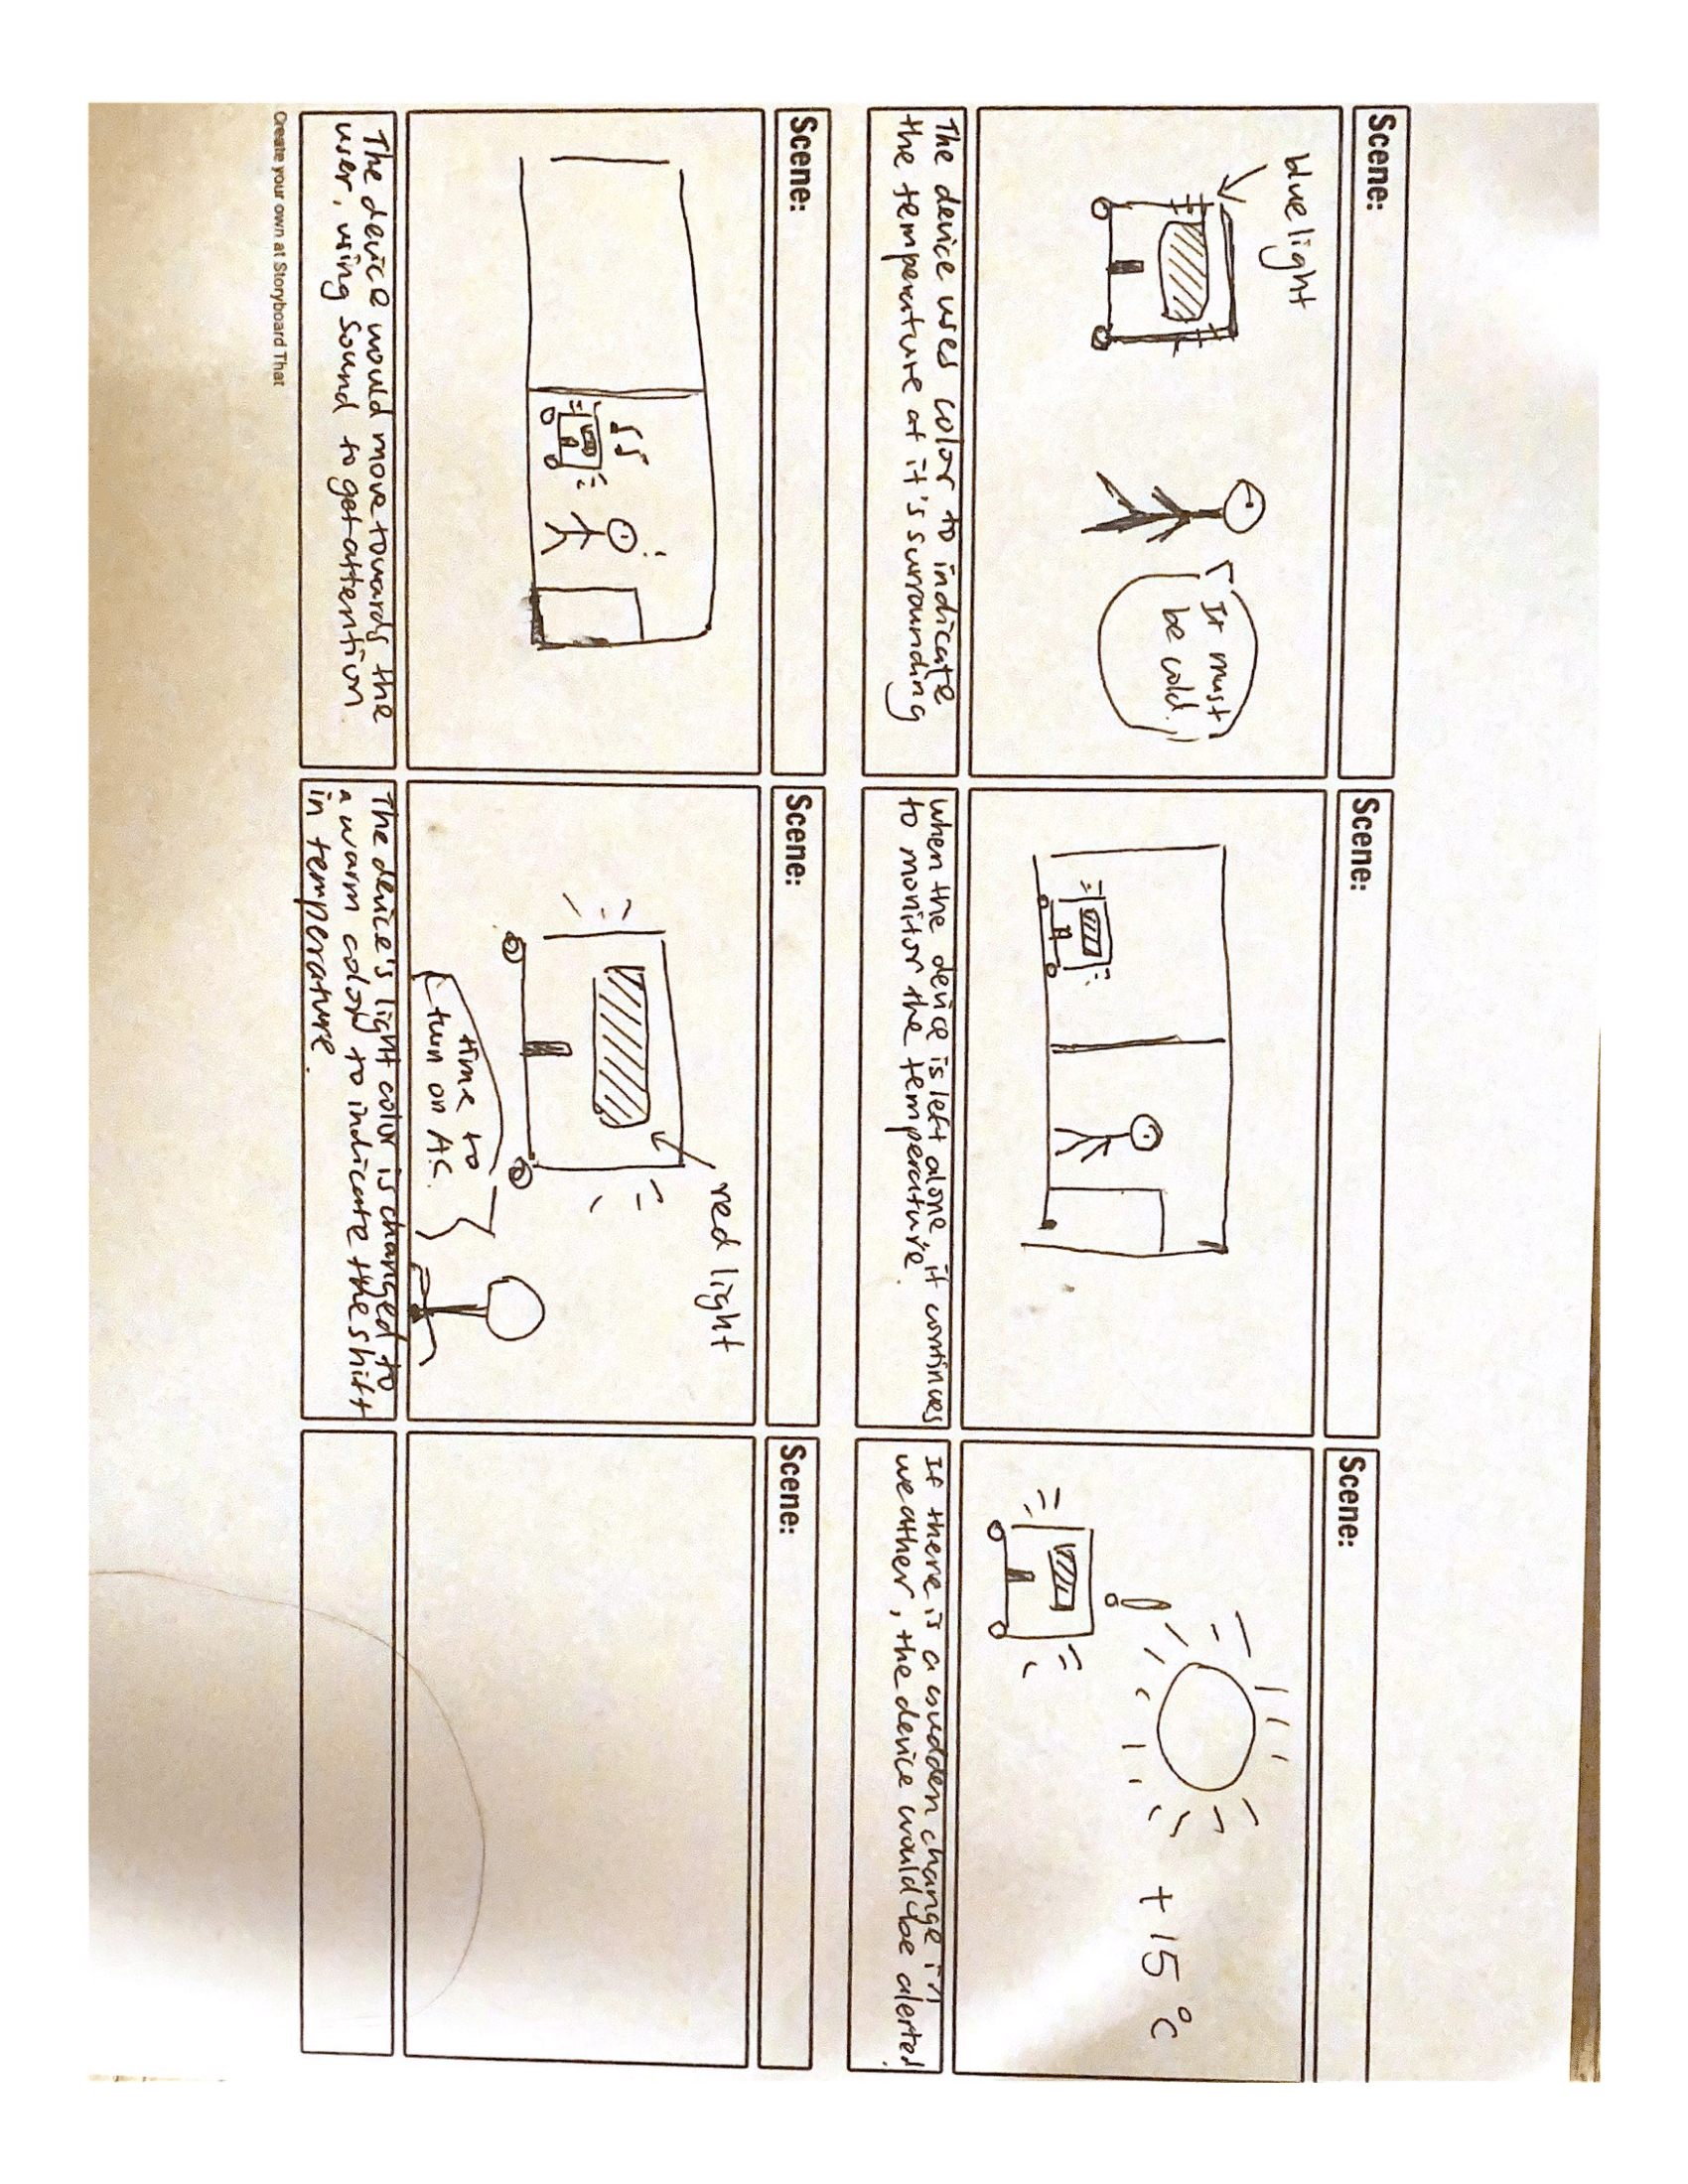 Scene:
blue light
It must
be cold.
The device uses color to indicate
the temperature at it's surrounding
Scene:
when the device is left alone, it continues
to monitor the temperature.
Scene:
+15°C
If there is a sudden change in
weather, the device would be alerted.
Scene:
The device would move towards the
user, using sound to get attention
Scene:
red light
time to
turn on AC.
The device's light color is changed to
a warm color to indicate the shift
in temperature.
Scene:
Create your own at Storyboard That